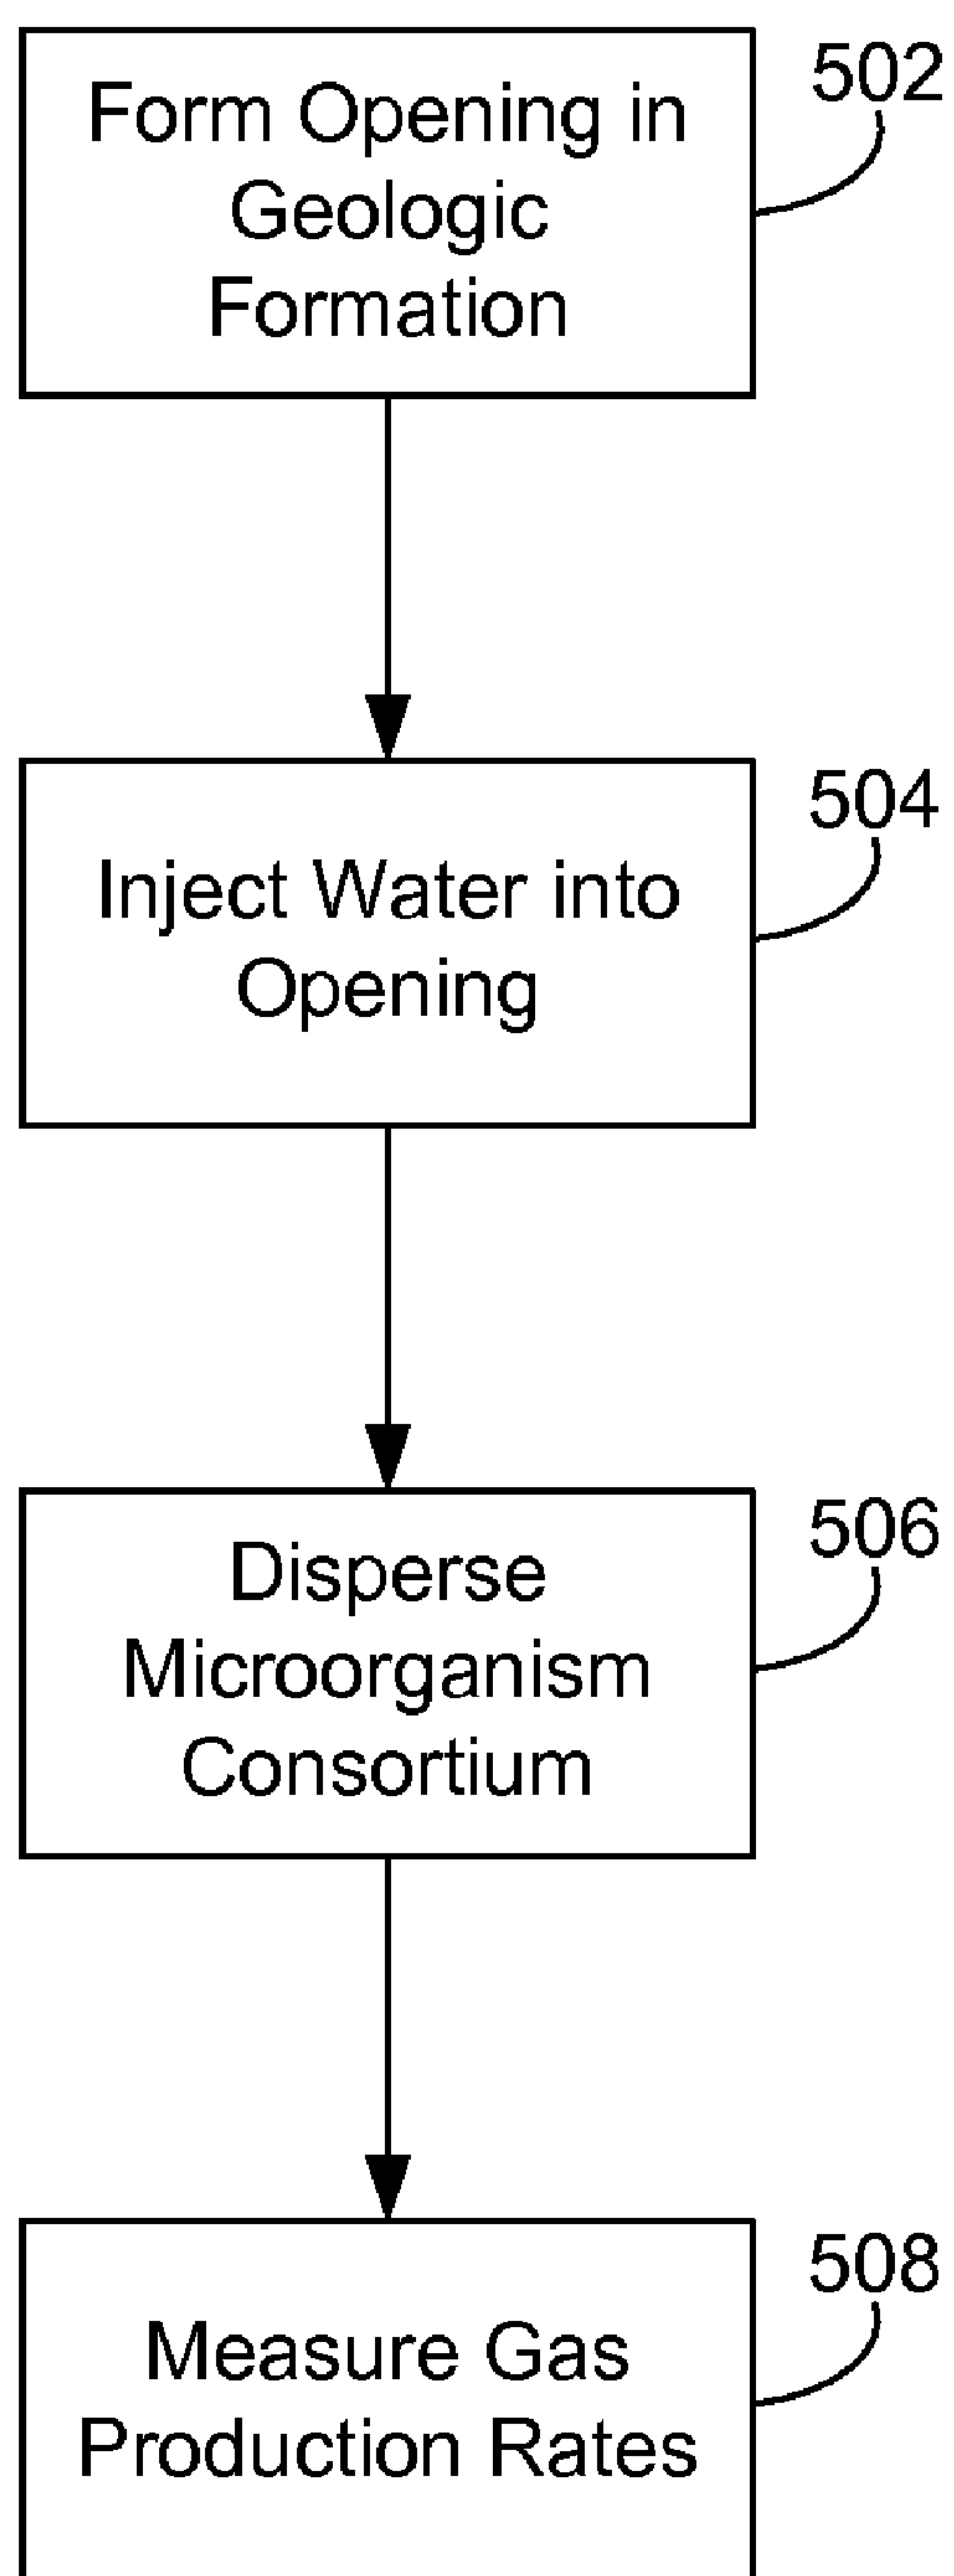 Form Opening in
Geologic
Formation
502
Inject Water into
Opening
504
Disperse
Microorganism
Consortium
506
Measure Gas
Production Rates
508